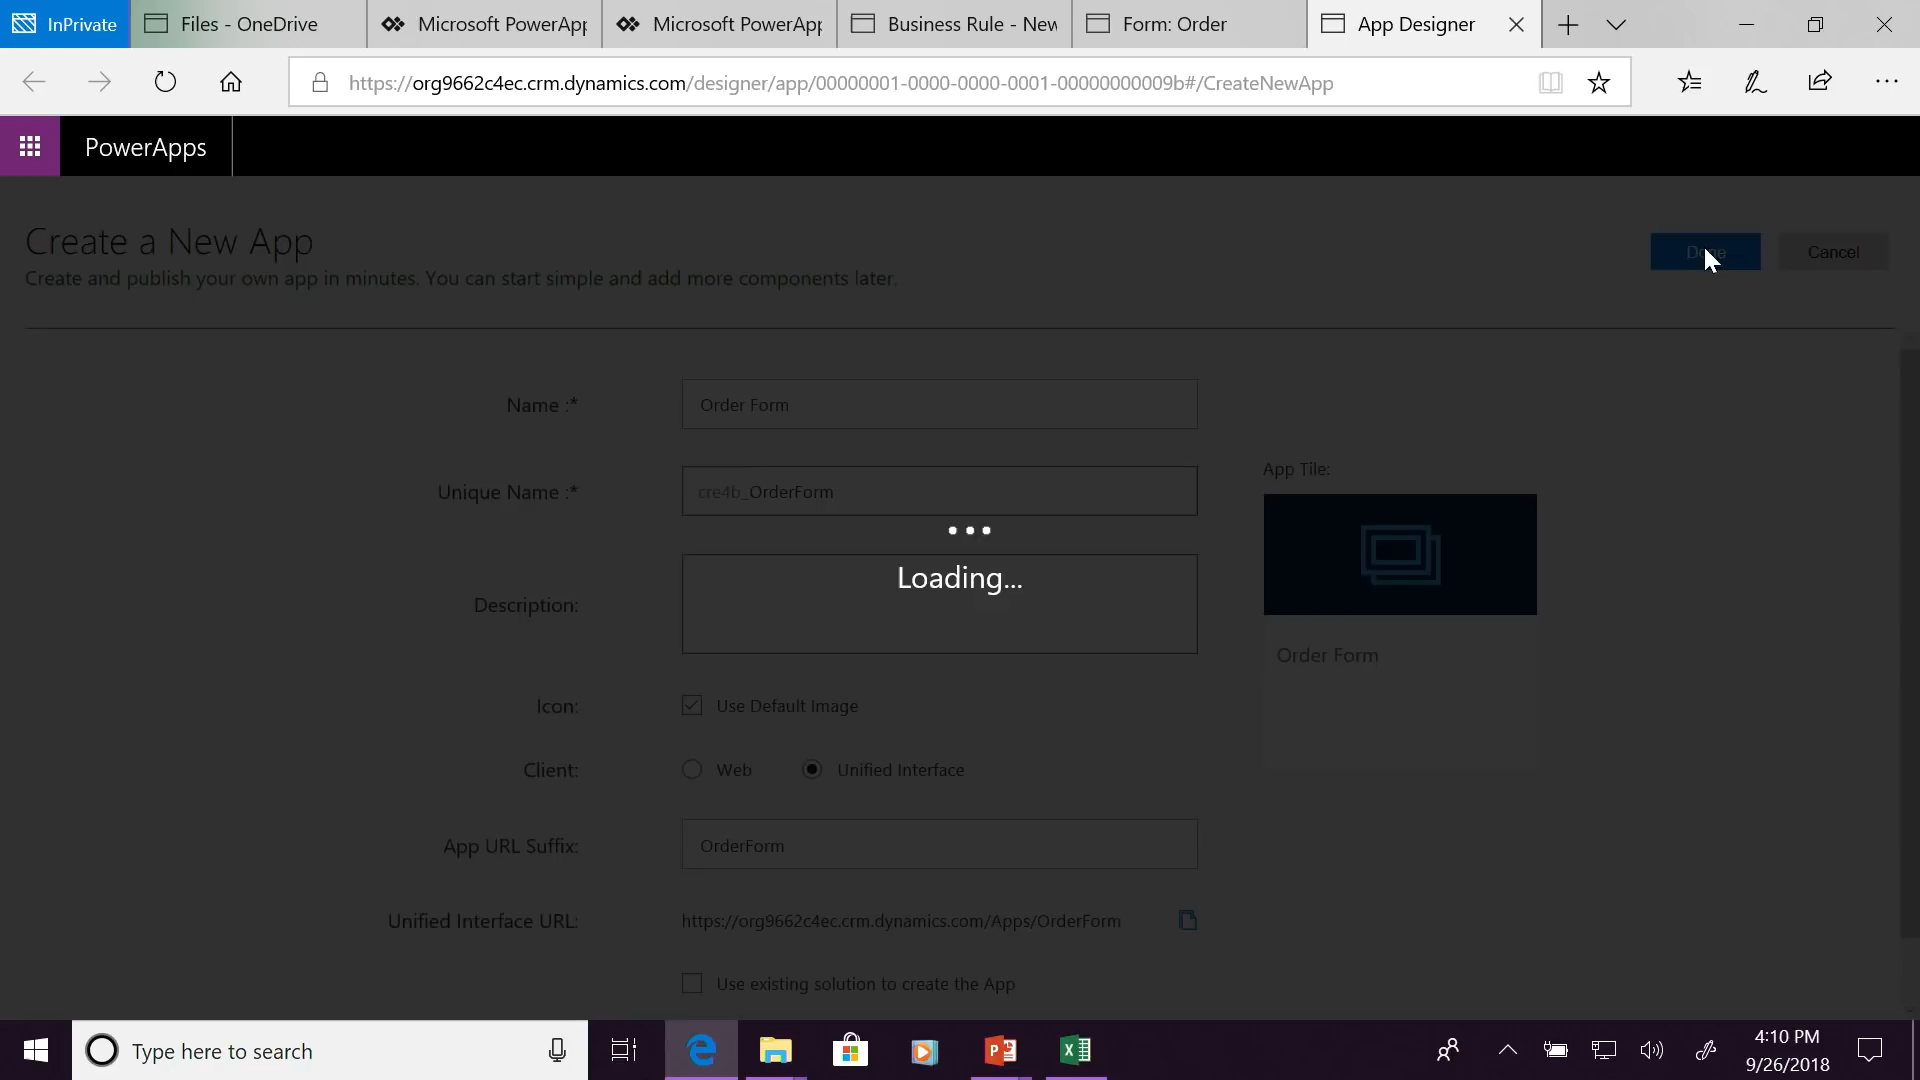 InPrivate
Files - OneDrive
Microsoft PowerApp
Microsoft PowerApp
Business Rule - New
Form: Order
App Designer
https://org9662c4ec.crm.dynamics.com/designer/app/00000001-0000-0000-0001-00000000009b#/CreateNewApp
PowerApps
Create a New App
Create and publish your own app in minutes. You can start simple and add more components later.
Done
Cancel
Name :*
Order Form
Unique Name :*
cre4b_OrderForm
App Tile:
Loading...
Description:
Order Form
Icon:
Use Default Image
Client:
Web
Unified Interface
App URL Suffix:
OrderForm
Unified Interface URL:
https://org9662c4ec.crm.dynamics.com/Apps/OrderForm
Use existing solution to create the App
Type here to search
4:10 PM
9/26/2018